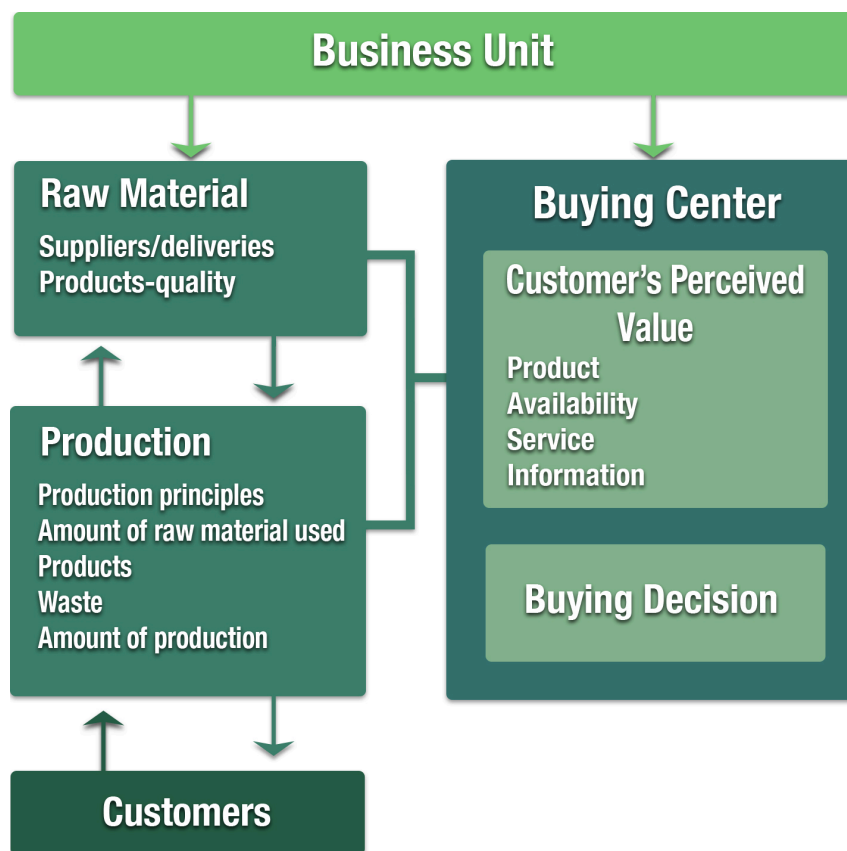 Business Unit
Raw Material
Suppliers/deliveries
Products-quality
Production
Production principles
Amount of raw material used
Products
Waste
Amount of production
Customers
Buying Center
Customer's Perceived
Value
Product
Availability
Service
Information
Buying Decision